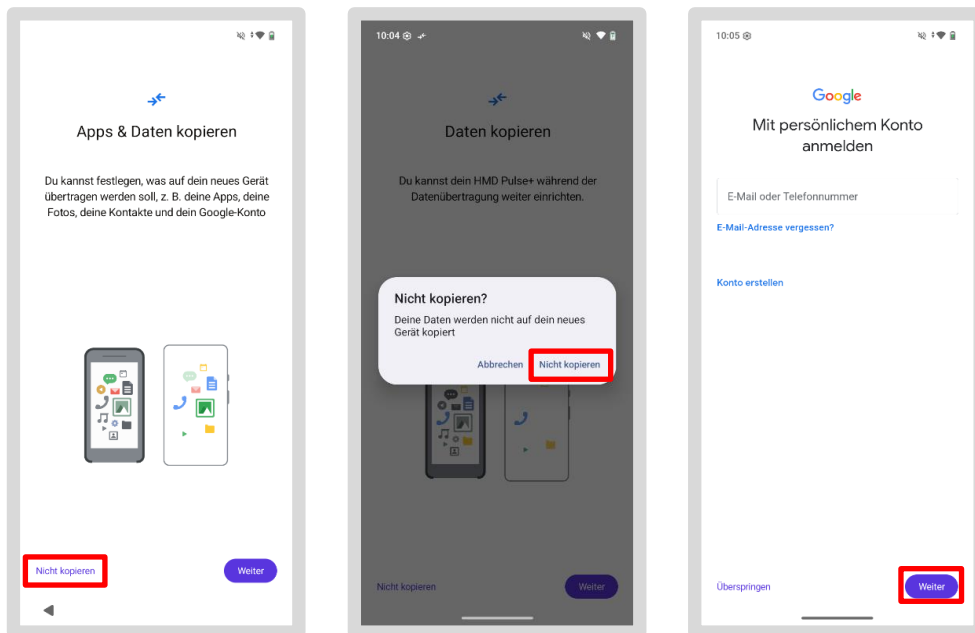 Apps & Daten kopieren
Du kannst festlegen, was auf dein neues Gerät
übertragen werden soll, z. B. deine Apps, deine
Fotos, deine Kontakte und dein Google-Konto
Nicht kopieren
Weiter
10:04
Daten kopieren
Du kannst dein HMD Pulse+ während der
Datenübertragung weiter einrichten.
Nicht kopieren?
Deine Daten werden nicht auf dein neues
Gerät kopiert
Abbrechen Nicht kopieren
Nicht kopieren
Weiter
10:05
Google
Mit persönlichem Konto
anmelden
E-Mail oder Telefonnummer
E-Mail-Adresse vergessen?
Konto erstellen
Überspringen
Weiter